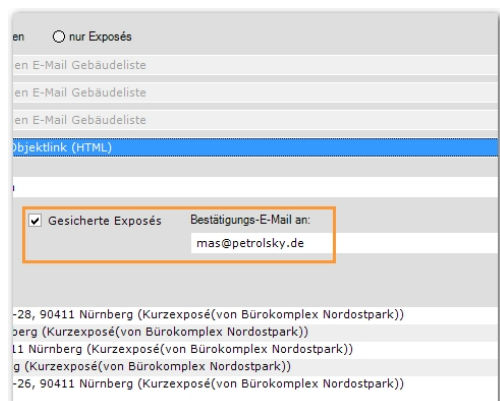 en nur Exposés
en E-Mail Gebäudeliste
en E-Mail Gebäudeliste
en E-Mail Gebäudeliste
Objektlink (HTML)
Gesicherte Exposés Bestätigungs-E-Mail an:
mas@petrolsky.de
-28, 90411 Nürnberg (Kurzexposé(von Bürokomplex Nordostpark))
berg (Kurzexposé(von Bürokomplex Nordostpark))
11 Nürnberg (Kurzexposé(von Bürokomplex Nordostpark))
g (Kurzexposé(von Bürokomplex Nordostpark))
-26, 90411 Nürnberg (Kurzexposé(von Bürokomplex Nordostpark))